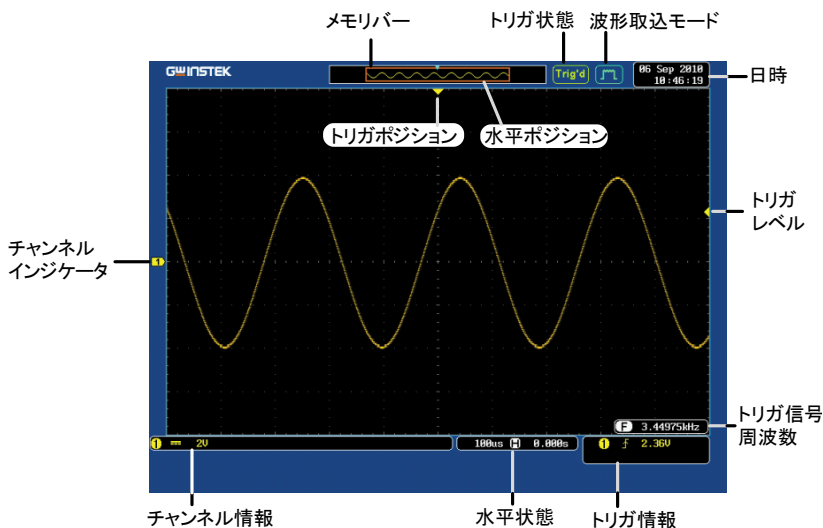 メモリバー
トリガ状態
波形取込モード
GWINSTEK
Trig'd
06 Sep 2010
10:46:19
日時
トリガポジション
水平ポジション
トリガ
レベル
チャンネル
インジケータ
1
F 3.44975kHz
トリガ信号
周波数
1 2V
100us H 0.000s
1 2.36V
チャンネル情報
水平状態
トリガ情報